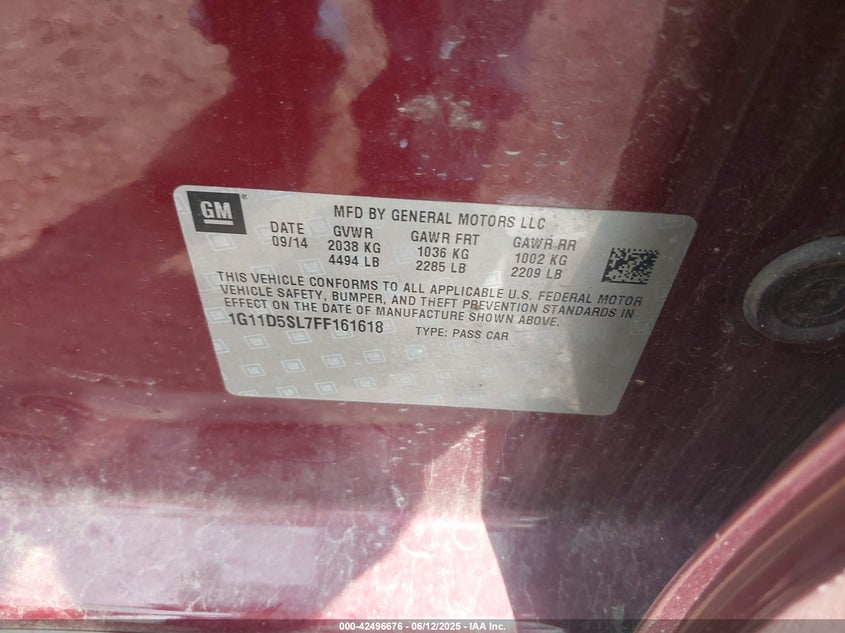 GM
MFD BY GENERAL MOTORS LLC
DATE GVWR GAWR FRT GAWR RR
09/14 2038 KG 1036 KG 1002 KG
4494 LB 2285 LB 2209 LB
THIS VEHICLE CONFORMS TO ALL APPLICABLE U.S. FEDERAL MOTOR
VEHICLE SAFETY, BUMPER, AND THEFT PREVENTION STANDARDS IN
EFFECT ON THE DATE OF MANUFACTURE SHOWN ABOVE.
1G11D5SL7FF161618 TYPE: PASS CAR
000-42496676 - 06/12/2025 - IAA Inc.